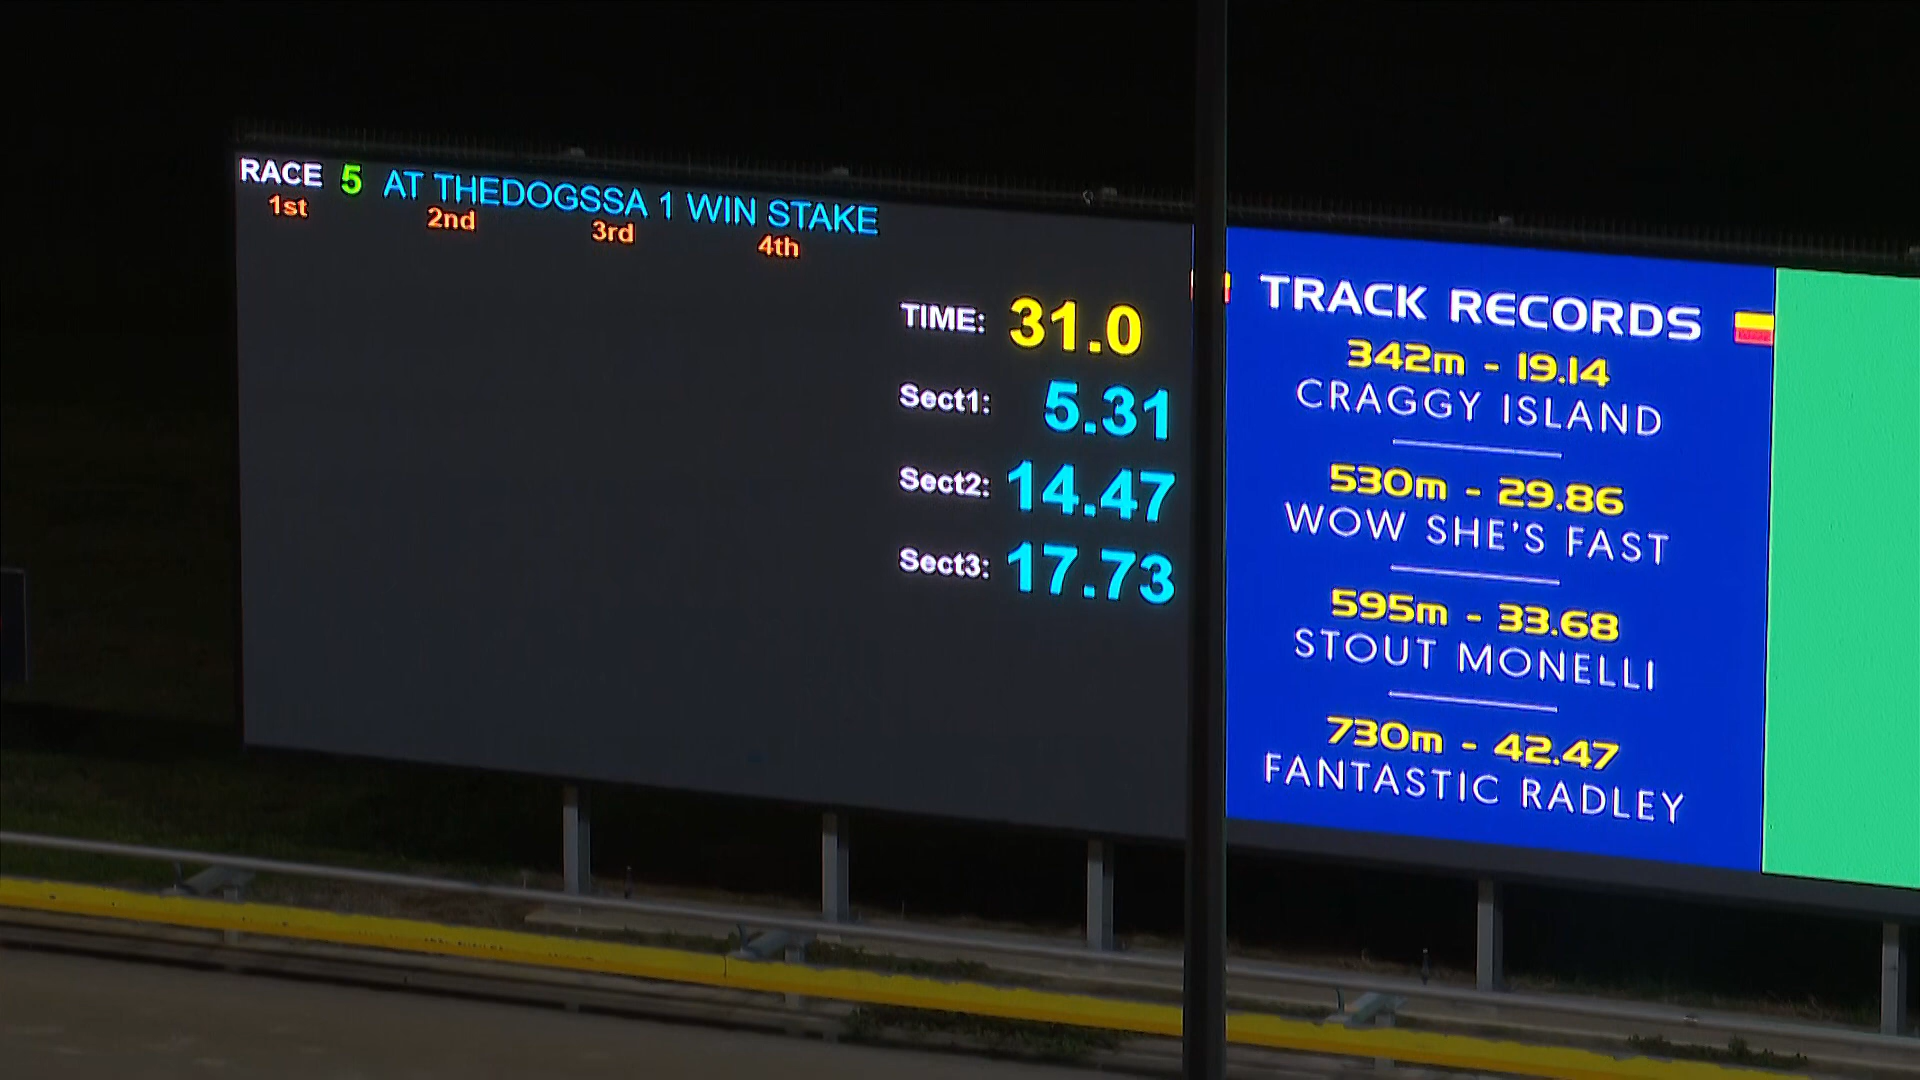 RACE 5 AT THEDOGSSA 1 WIN STAKE
1st 2nd 3rd 4th
TIME: 31.0
Sect1: 5.31
Sect2: 14.47
Sect3: 17.73
TRACK RECORDS
342m - 19.14
CRAGGY ISLAND
530m - 29.86
WOW SHE'S FAST
595m - 33.68
STOUT MONELLI
730m - 42.47
FANTASTIC RADLEY